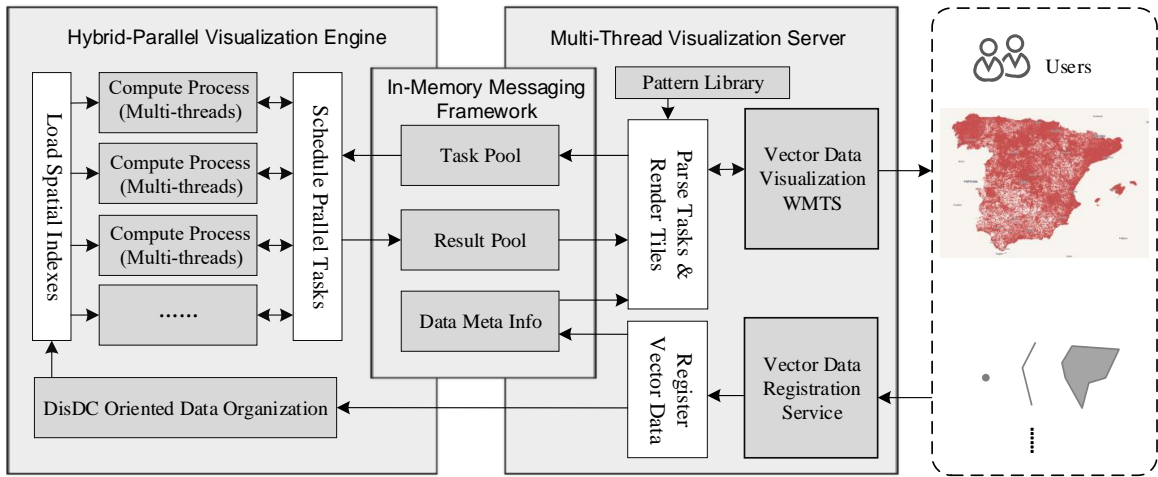 Hybrid-Parallel Visualization Engine
Load Spatial Indexes
Compute Process
(Multi-threads)
Compute Process
(Multi-threads)
Compute Process
(Multi-threads)
......
Schedule Prallel Tasks
DisDC Oriented Data Organization
In-Memory Messaging
Framework
Task Pool
Result Pool
Data Meta Info
Multi-Thread Visualization Server
Pattern Library
Parse Tasks &
Render Tiles
Vector Data
Visualization
WMTS
Register
Vector Data
Vector Data
Registration
Service
Users